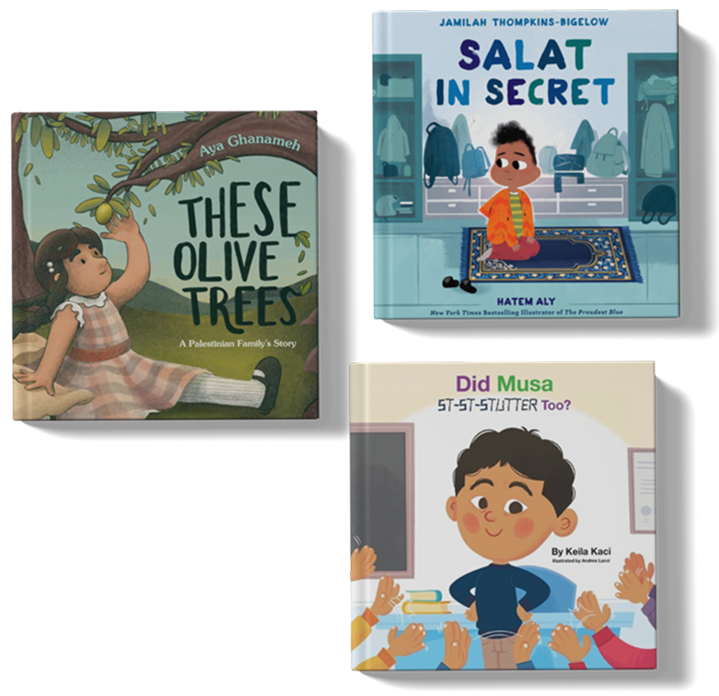 JAMILAH THOMPKINS-BIGELOW
SALAT
IN SECRET
HATEM ALY
New York Times Bestselling Illustrator of The Proudest Blue
Aya Ghanameh
THESE
OLIVE
TREES
A Palestinian Family's Story
Did Musa
ST-ST-STUTTER Too?
By Keila Kaci
Illustrated by Andrea Lucci